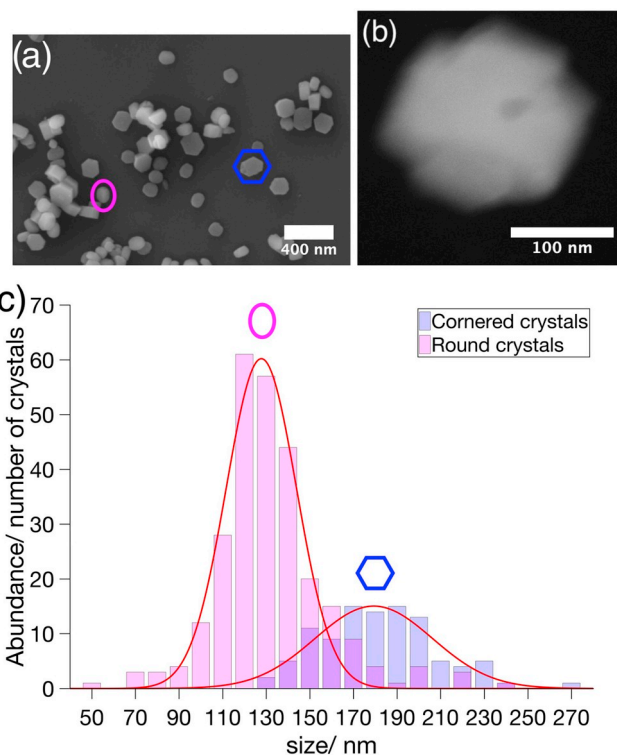 (a)
(b)
400 nm
100 nm
c)
70
60
50
40
30
20
10
0
Abundance/ number of crystals
Cornered crystals
Round crystals
50 70 90 110 130 150 170 190 210 230 250 270
size/ nm